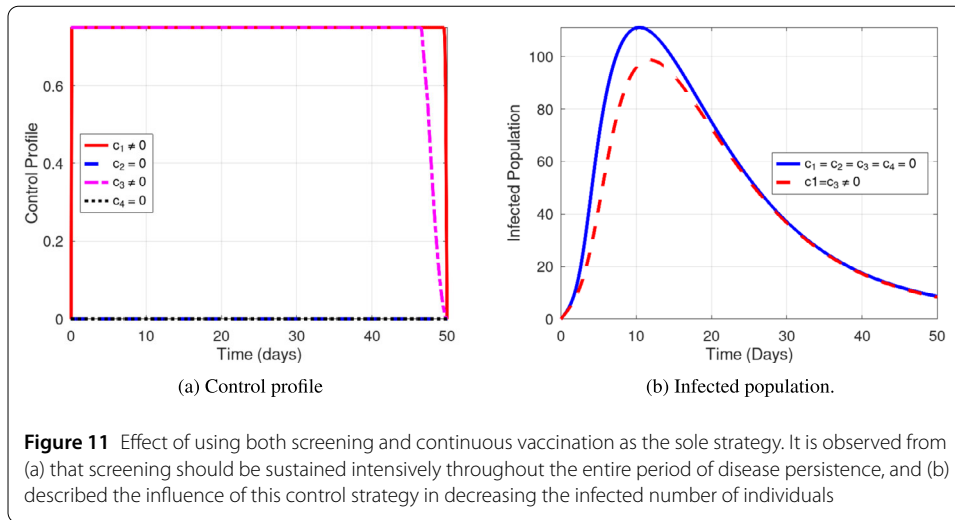 0.6
0.4
0.2
0
Control Profile
c₁ ≠ 0
c₂ = 0
c₃ ≠ 0
c₄ = 0
0 10 20 30 40 50
Time (days)
(a) Control profile
100
80
60
40
20
0
Infected Population
c₁ = c₂ = c₃ = c₄ = 0
c1=c₃ ≠ 0
0 10 20 30 40 50
Time (Days)
(b) Infected population.
Figure 11 Effect of using both screening and continuous vaccination as the sole strategy. It is observed from
(a) that screening should be sustained intensively throughout the entire period of disease persistence, and (b)
described the influence of this control strategy in decreasing the infected number of individuals